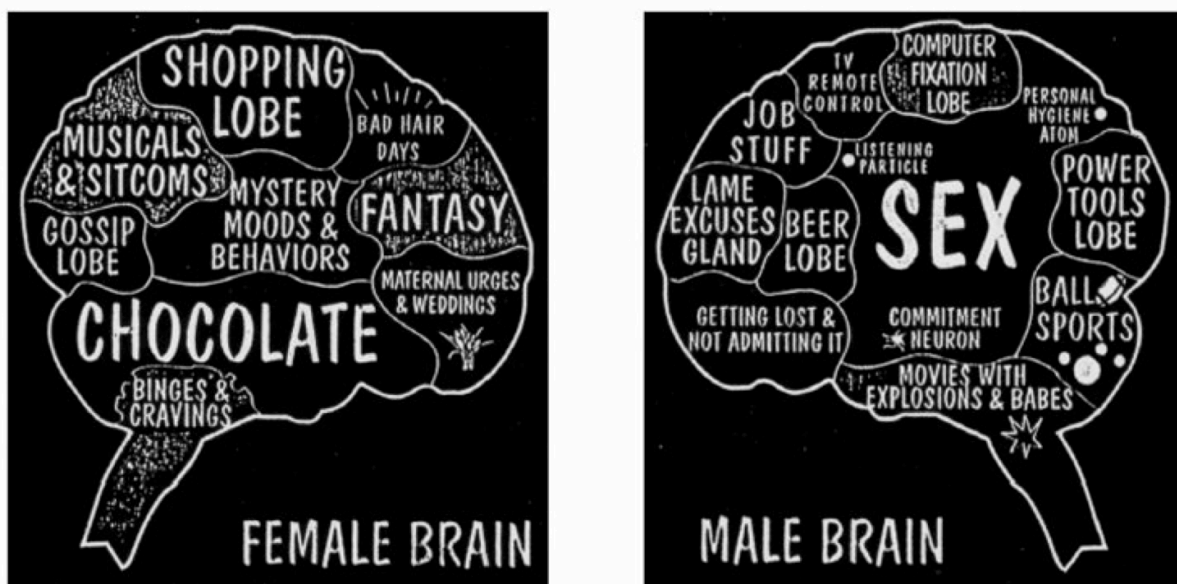 SHOPPING
LOBE
BAD HAIR
DAYS
MUSICALS
& SITCOMS
MYSTERY
MOODS &
BEHAVIORS
FANTASY
GOSSIP
LOBE
MATERNAL URGES
& WEDDINGS
CHOCOLATE
BINGES &
CRAVINGS
FEMALE BRAIN
TV
REMOTE
CONTROL
COMPUTER
FIXATION
LOBE
PERSONAL
HYGIENE
ATOM
JOB
STUFF
LISTENING
PARTICLE
POWER
TOOLS
LOBE
LAME
EXCUSES
GLAND
BEER
LOBE
SEX
BALL
SPORTS
GETTING LOST &
NOT ADMITTING IT
COMMITMENT
NEURON
MOVIES WITH
EXPLOSIONS & BABES
MALE BRAIN